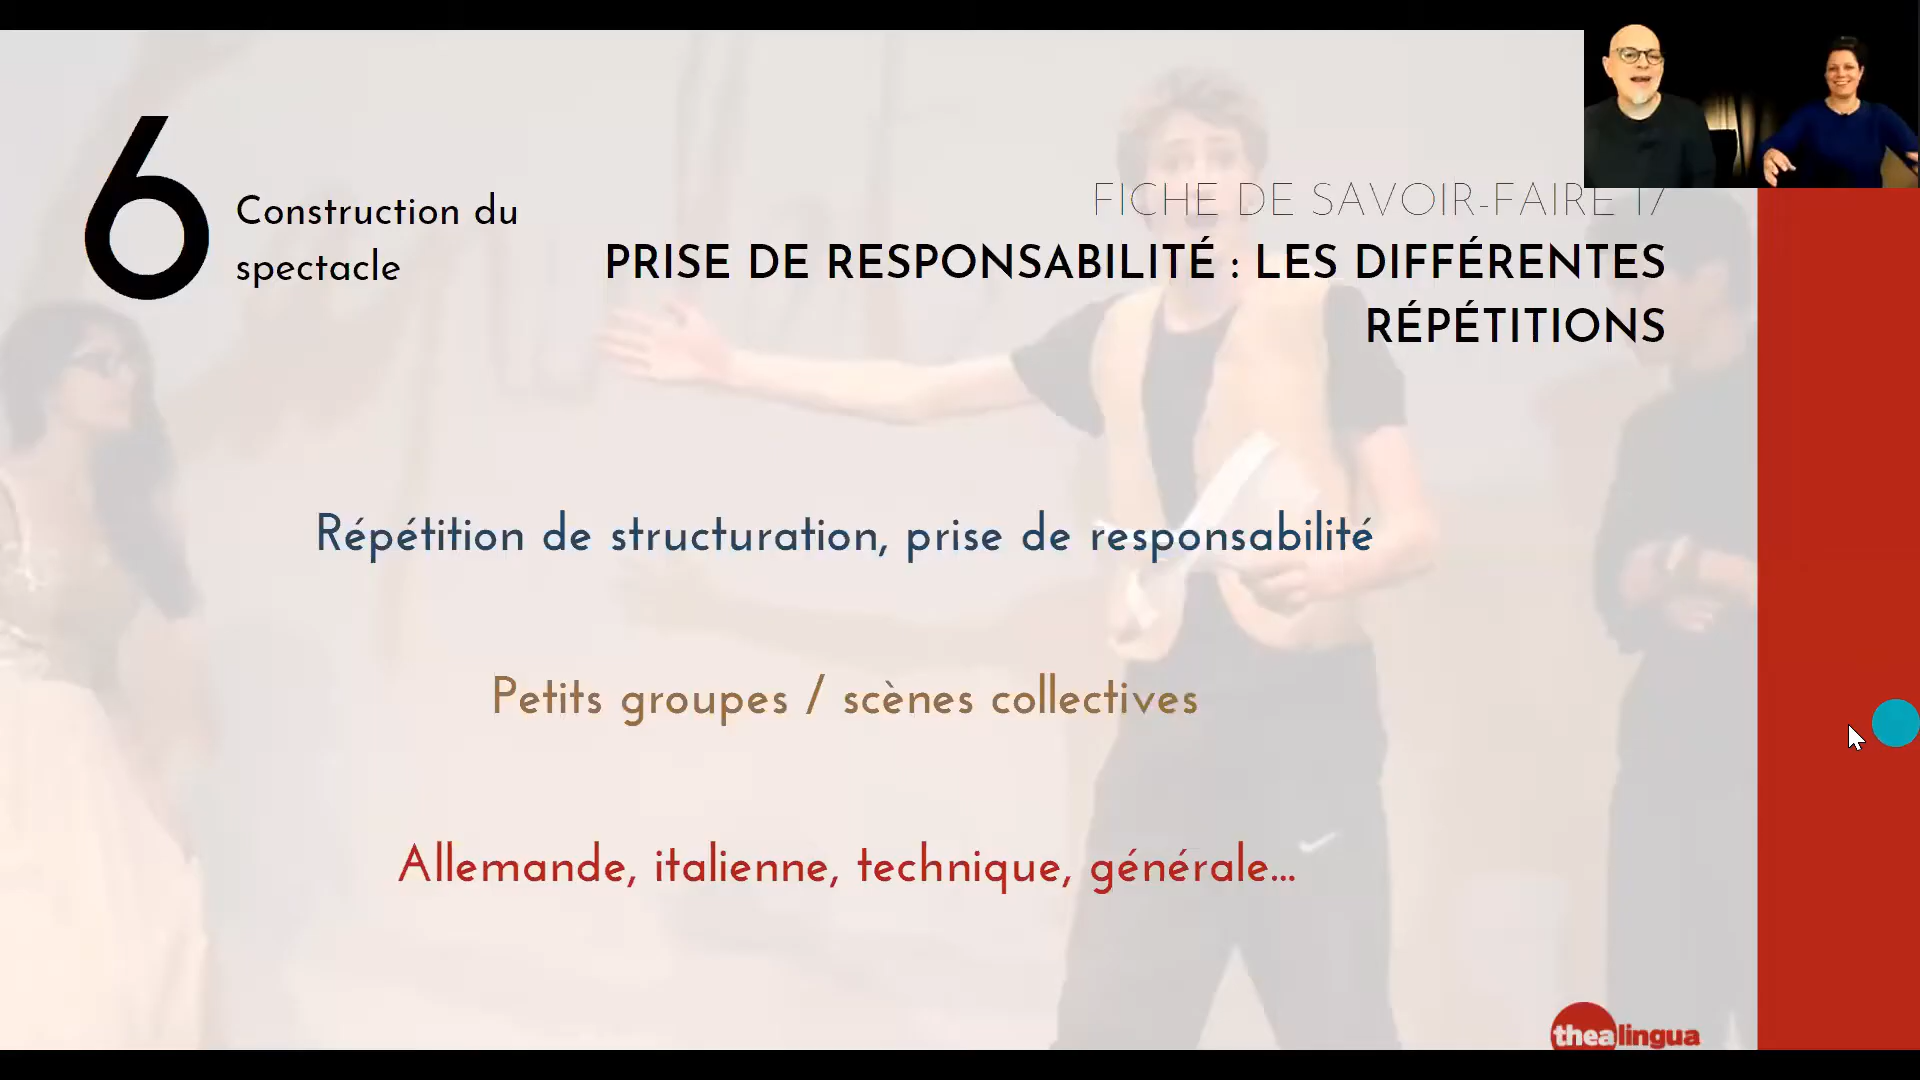 6
Construction du
spectacle
FICHE DE SAVOIR-FAIRE 17
PRISE DE RESPONSABILITÉ : LES DIFFÉRENTES
RÉPÉTITIONS
Répétition de structuration, prise de responsabilité
Petits groupes / scènes collectives
Allemande, italienne, technique, générale...
thealingua